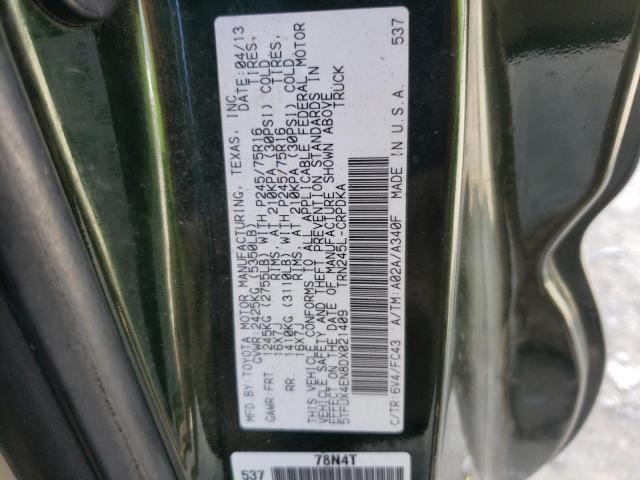 MFD BY: TOYOTA MOTOR MANUFACTURING, TEXAS, INC.
GVWR: 2425KG (5350LB) DATE: 04/13
GAWR: FRT 1245KG (2755LB) WITH P245/75R16 TIRES,
16X7J RIMS, AT 210KPA (30PSI) COLD
RR 1410KG (3110LB) WITH P245/75R16 TIRES,
16X7J RIMS, AT 210KPA (30PSI) COLD
THIS VEHICLE CONFORMS TO ALL APPLICABLE FEDERAL MOTOR
VEHICLE SAFETY AND THEFT PREVENTION STANDARDS IN
EFFECT ON THE DATE OF MANUFACTURE SHOWN ABOVE.
5TFUX4EN8DX021409 TRN245L-CRPDKA TRUCK
C/TR: 6V4/FC43 A/TM: A02A/A340F MADE IN U.S.A. 537
537 78N4T